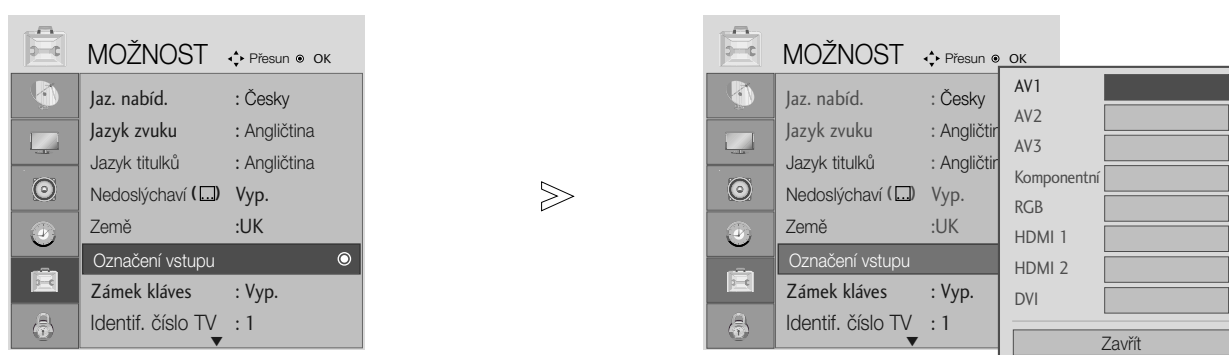 MOŽNOST Přesun OK
Jaz. nabíd. : Česky
Jazyk zvuku : Angličtina
Jazyk titulků : Angličtina
Nedoslýchaví ( ) Vyp.
Země :UK
Označení vstupu
Zámek kláves : Vyp.
Identif. číslo TV : 1
MOŽNOST Přesun OK
Jaz. nabíd. : Česky
Jazyk zvuku : Angličtin
Jazyk titulků : Angličtin
Nedoslýchaví ( ) Vyp.
Země :UK
Označení vstupu
Zámek kláves : Vyp.
Identif. číslo TV : 1
AV1
AV2
AV3
Komponentní
RGB
HDMI 1
HDMI 2
DVI
Zavřít